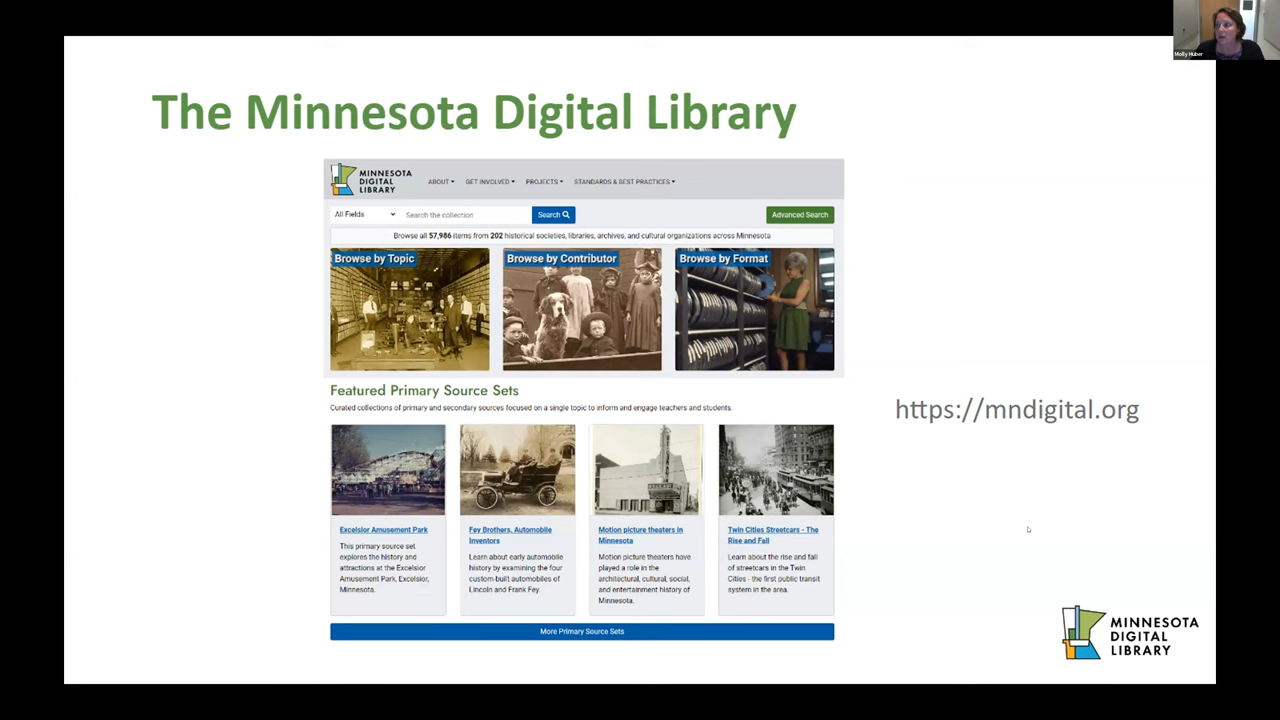 Molly Huber
The Minnesota Digital Library
MINNESOTA
DIGITAL
LIBRARY
ABOUT
GET INVOLVED
PROJECTS
STANDARDS & BEST PRACTICES
All Fields
Search the collection
Search
Advanced Search
Browse all 57,986 items from 202 historical societies, libraries, archives, and cultural organizations across Minnesota
Browse by Topic
Browse by Contributor
Browse by Format
Featured Primary Source Sets
Curated collections of primary and secondary sources focused on a single topic to inform and engage teachers and students.
Excelsior Amusement Park
This primary source set
explores the history and
attractions at the Excelsior
Amusement Park, Excelsior,
Minnesota.
Fey Brothers, Automobile
Inventors
Learn about early automobile
history by examining the four
custom-built automobiles of
Lincoln and Frank Fey.
Motion picture theaters in
Minnesota
Motion picture theaters have
played a role in the
architectural, cultural, social,
and entertainment history of
Minnesota.
Twin Cities Streetcars - The
Rise and Fall
Learn about the rise and fall
of streetcars in the Twin
Cities - the first public transit
system in the area.
More Primary Source Sets
https://mndigital.org
MINNESOTA
DIGITAL
LIBRARY